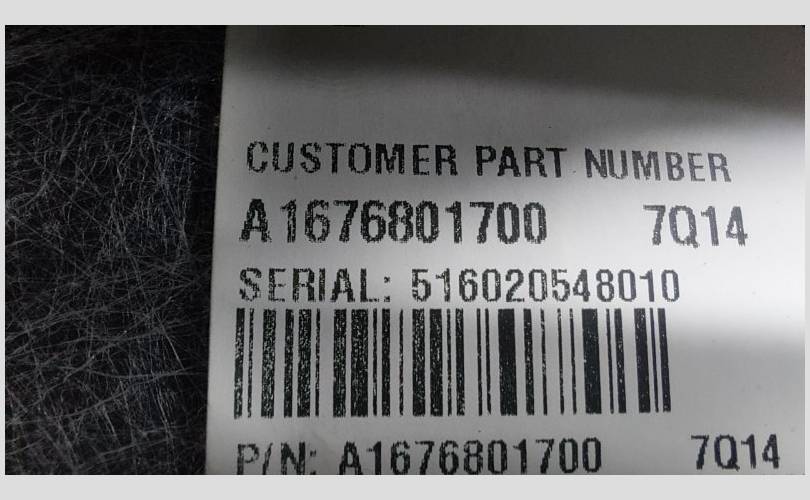 CUSTOMER PART NUMBER
A1676801700 7Q14
SERIAL: 516020548010
P/N: A1676801700 7Q14